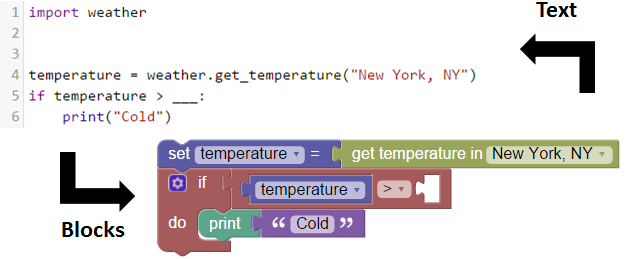 Text
1 import weather
2
3
4 temperature = weather.get_temperature("New York, NY")
5 if temperature > ___:
6     print("Cold")
set temperature ▾ = get temperature in New York, NY ▾
if temperature ▾ > ▾
do print “ Cold ”
Blocks